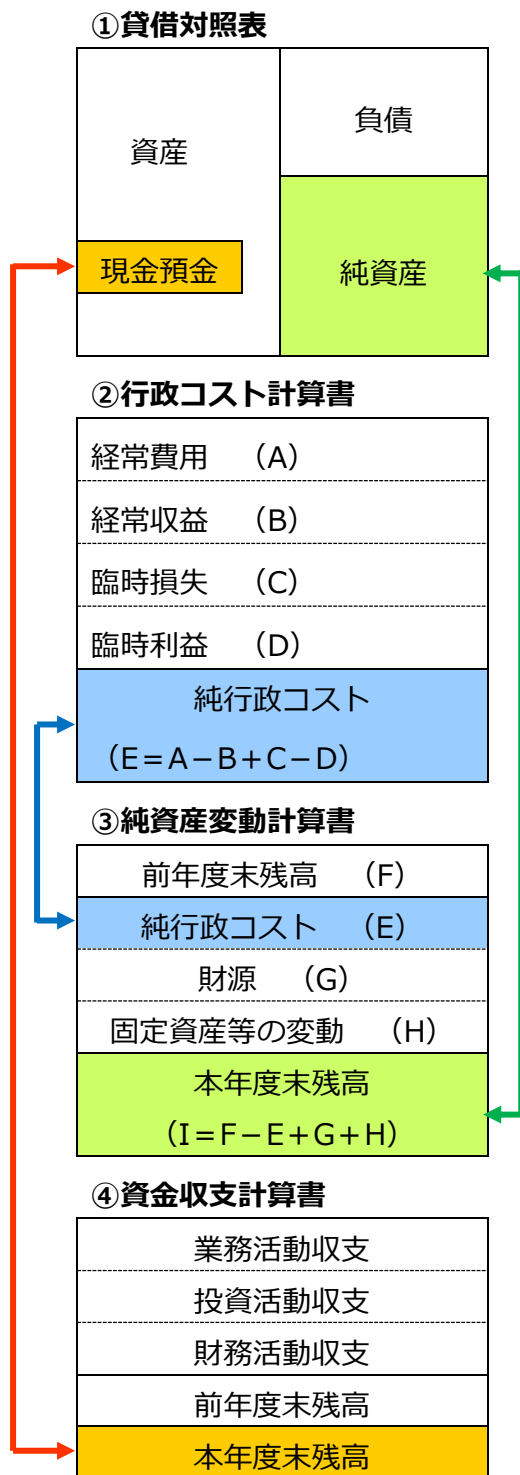 ①貸借対照表
資産
負債
現金預金
純資産
②行政コスト計算書
経常費用 （A）
経常収益 （B）
臨時損失 （C）
臨時利益 （D）
純行政コスト
（E＝A－B＋C－D）
③純資産変動計算書
前年度末残高 （F）
純行政コスト （E）
財源 （G）
固定資産等の変動 （H）
本年度末残高
（I＝F－E＋G＋H）
④資金収支計算書
業務活動収支
投資活動収支
財務活動収支
前年度末残高
本年度末残高